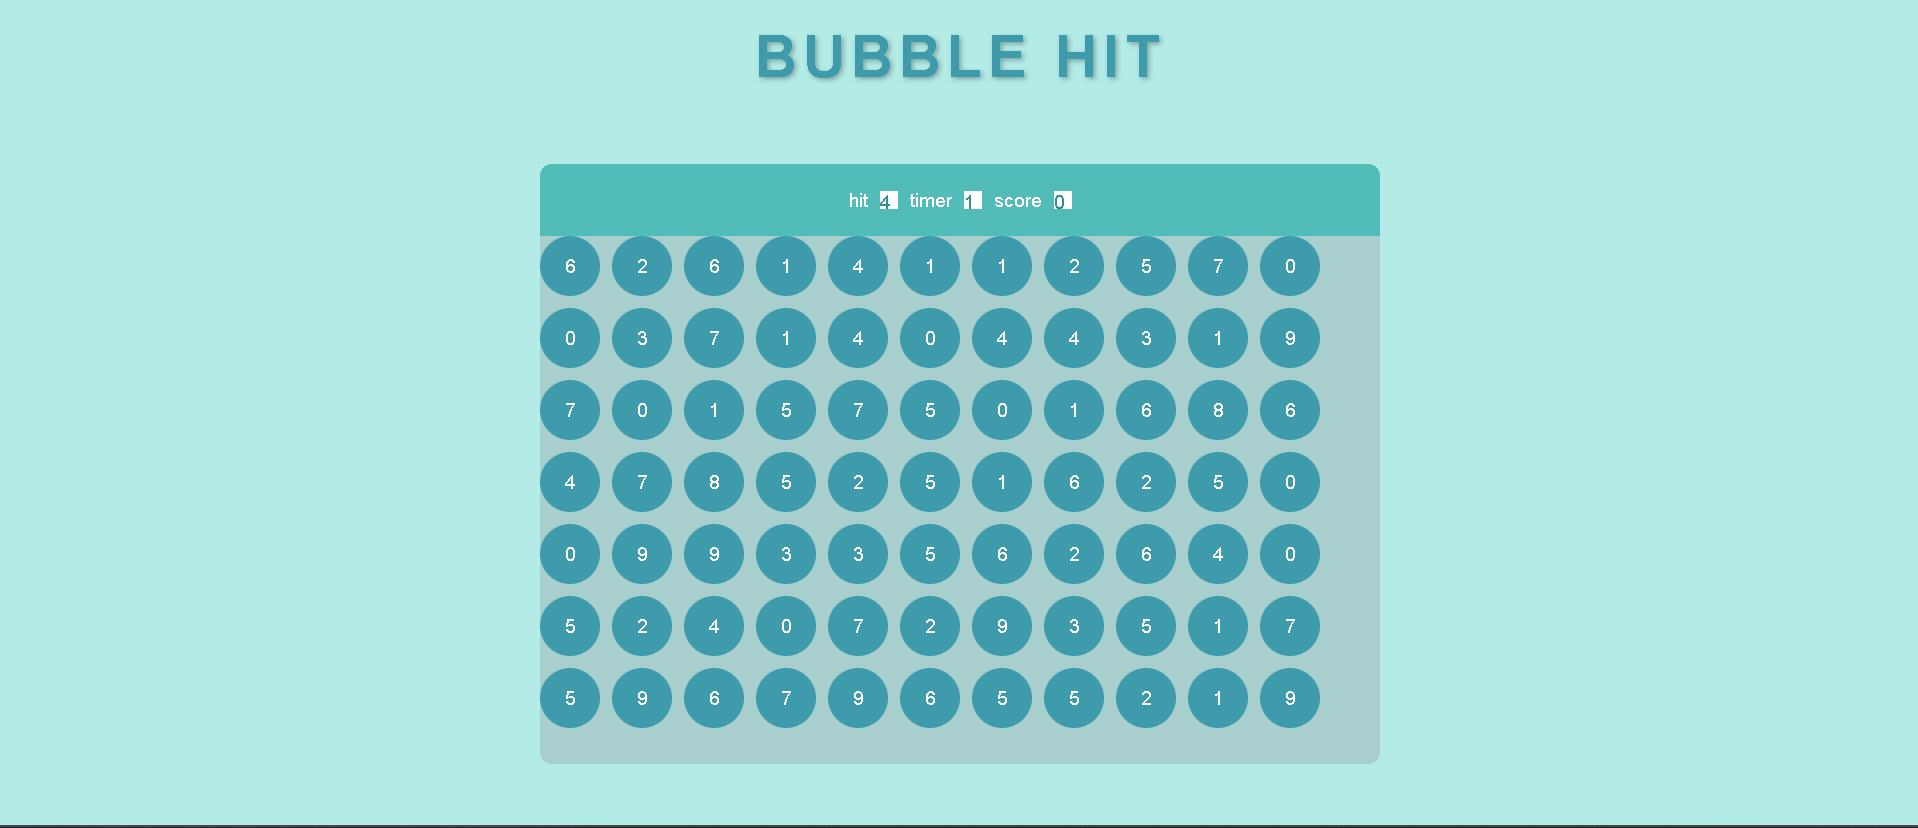 BUBBLE HIT
hit 4 timer 1 score 0
6 2 6 1 4 1 1 2 5 7 0
0 3 7 1 4 0 4 4 3 1 9
7 0 1 5 7 5 0 1 6 8 6
4 7 8 5 2 5 1 6 2 5 0
0 9 9 3 3 5 6 2 6 4 0
5 2 4 0 7 2 9 3 5 1 7
5 9 6 7 9 6 5 5 2 1 9